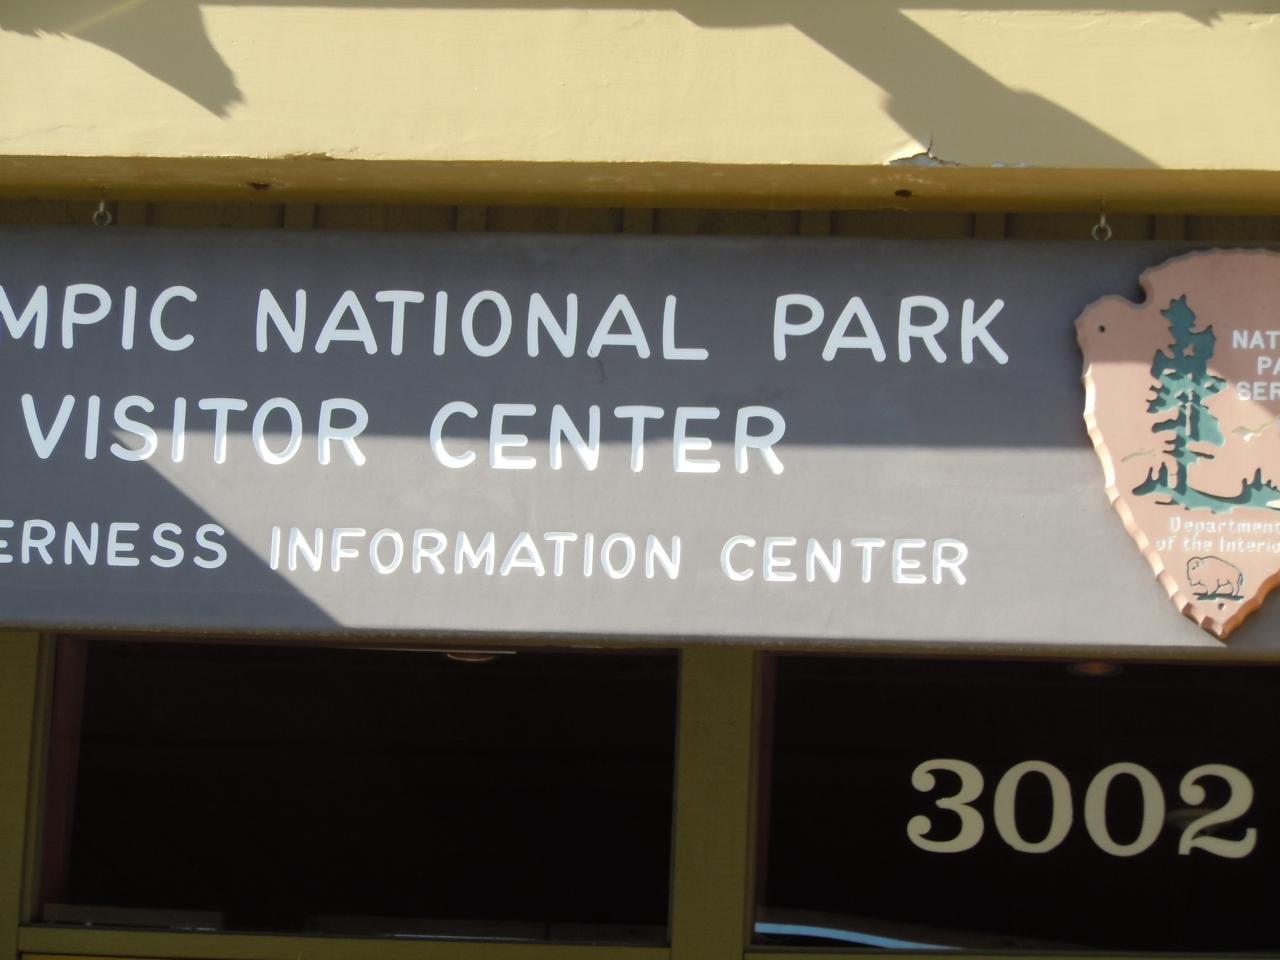 MPIC NATIONAL PARK
VISITOR CENTER
ERNESS INFORMATION CENTER
NAT
PA
SER
Department
of the Interio
3002